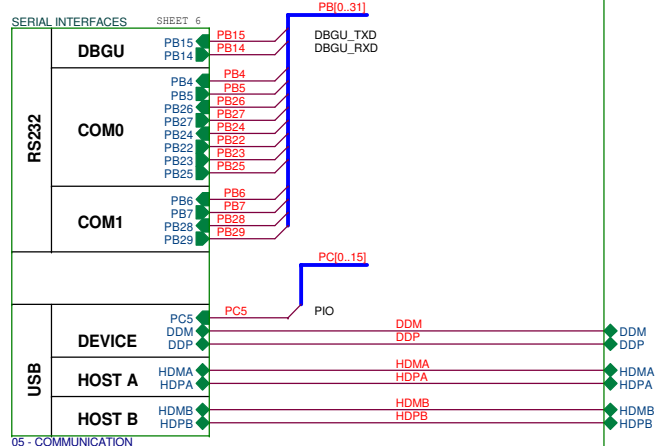 PB[0..31]
SERIAL INTERFACES SHEET 6
DBGU PB15 PB15 DBGU_TXD
PB14 PB14 DBGU_RXD
RS232
COM0
PB4 PB4
PB5 PB5
PB26 PB26
PB27 PB27
PB24 PB24
PB22 PB22
PB23 PB23
PB25 PB25
COM1
PB6 PB6
PB7 PB7
PB28 PB28
PB29 PB29
PC[0..15]
PC5 PC5 PIO
USB
DEVICE
DDM DDM DDM
DDP DDP DDP
HOST A
HDMA HDMA HDMA
HDPA HDPA HDPA
HOST B
HDMB HDMB HDMB
HDPB HDPB HDPB
05 - COMMUNICATION